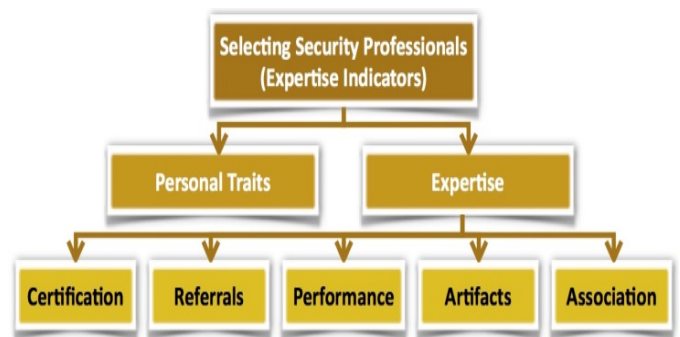 Selecting Security Professionals
(Expertise Indicators)
Personal Traits
Expertise
Certification
Referrals
Performance
Artifacts
Association